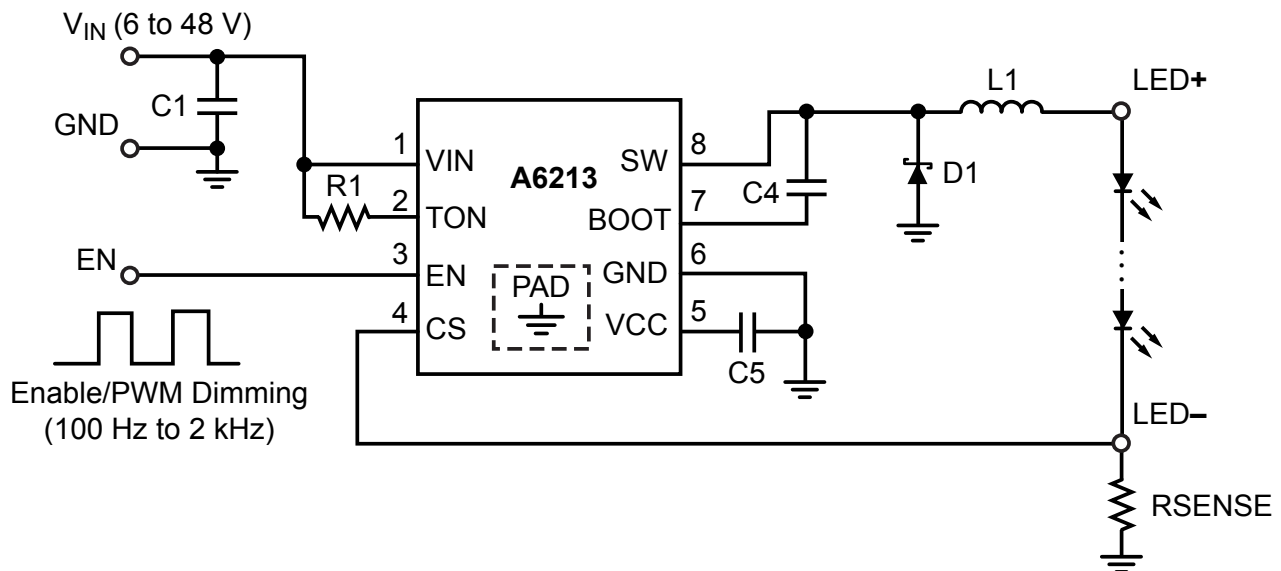 V_IN (6 to 48 V)
C1
GND
R1
EN
Enable/PWM Dimming
(100 Hz to 2 kHz)
1 VIN
2 TON
3 EN
4 CS
A6213
PAD
SW 8
BOOT 7
GND 6
VCC 5
C4
C5
D1
L1
LED+
LED–
RSENSE